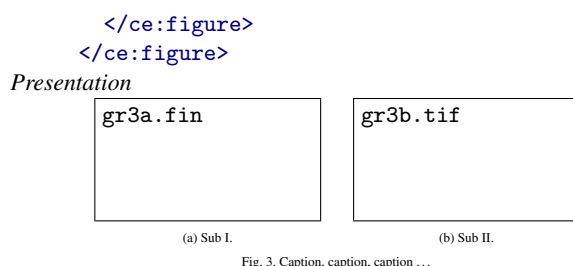 </ce:figure>
</ce:figure>
Presentation
gr3a.fin gr3b.tif
(a) Sub I. (b) Sub II.
Fig. 3. Caption, caption, caption . . .